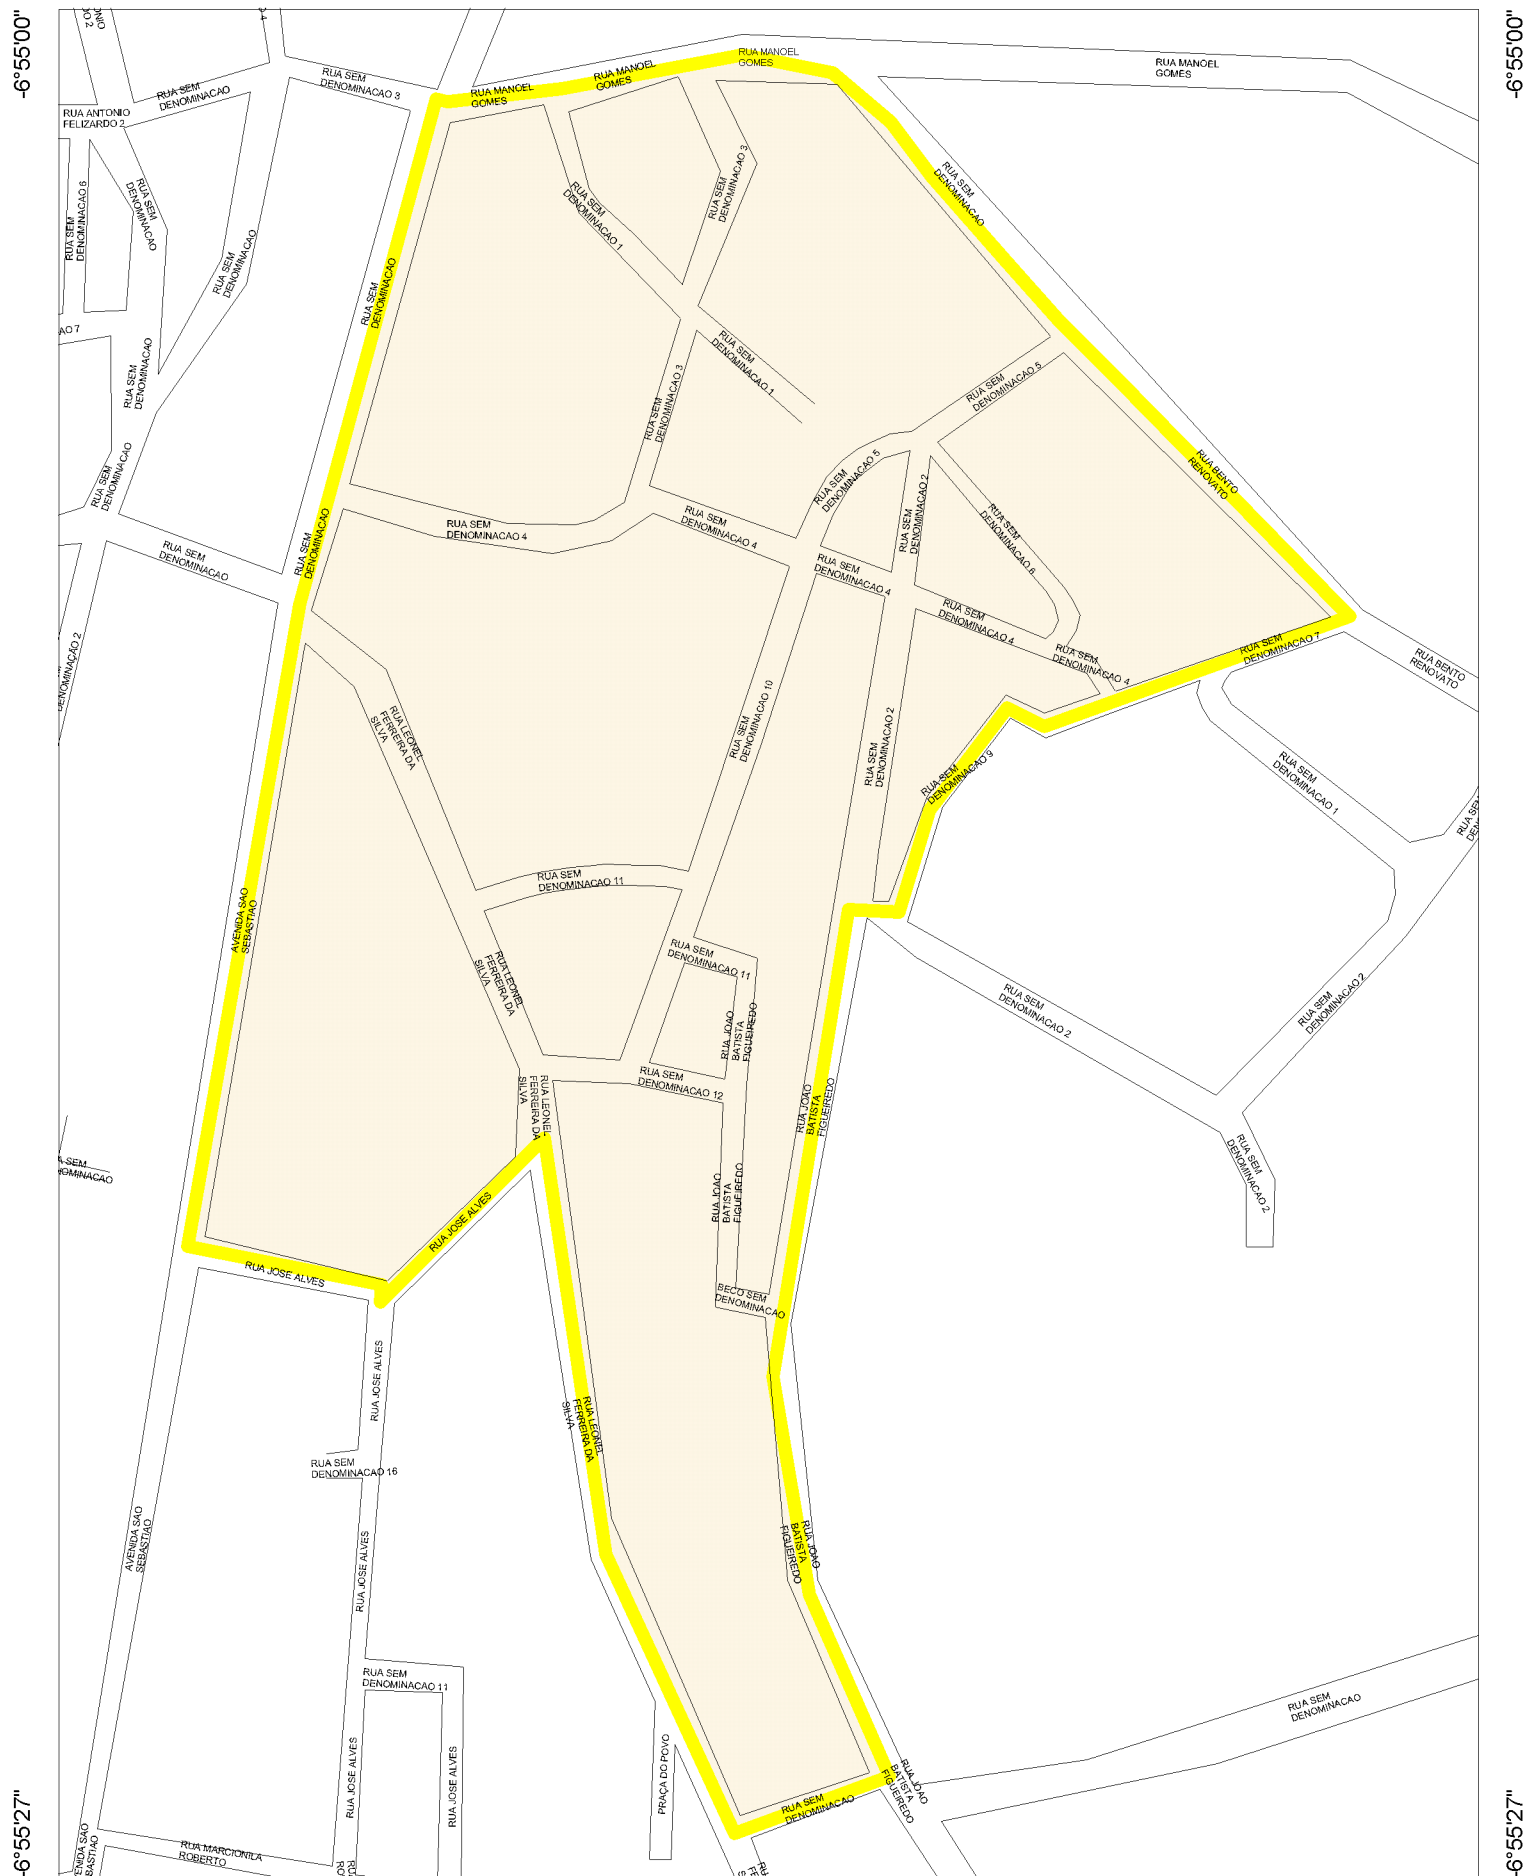 -6°55'00"
-6°55'00"
RUA MANOEL
GOMES
RUA MANOEL
GOMES
RUA MANOEL
GOMES
RUA MANOEL
GOMES
RUA SEM
DENOMINACAO 3
RUA SEM
DENOMINACAO
RUA ANTONIO
FELIZARDO 2
RUA SEM
DENOMINACAO 6
RUA SEM
DENOMINACAO
RUA SEM
DENOMINACAO
RUA SEM
DENOMINACAO 1
RUA SEM
DENOMINACAO 3
RUA SEM
DENOMINACAO
RUA SEM
DENOMINACAO
AO 7
RUA SEM
DENOMINACAO
RUA SEM
DENOMINACAO 1
RUA SEM
DENOMINACAO 3
RUA SEM
DENOMINACAO 5
RUA SEM
DENOMINACAO
RUA SEM
DENOMINACAO 5
RUA SEM
DENOMINACAO 2
RUA BENTO
RENOVATO
RUA SEM
DENOMINACAO 4
RUA SEM
DENOMINACAO 4
RUA SEM
DENOMINACAO 6
RUA SEM
DENOMINACAO
RUA SEM
DENOMINACAO
RUA SEM
DENOMINACAO 4
RUA SEM
DENOMINACAO 4
RUA SEM
DENOMINACAO 4
RUA SEM
DENOMINACAO 7
RUA BENTO
RENOVATO
DENOMINAÇÃO 2
RUA LEONEL
FERREIRA DA
SILVA
RUA SEM
DENOMINACAO 10
RUA SEM
DENOMINACAO 2
RUA SEM
DENOMINACAO 9
RUA SEM
DENOMINACAO 1
RUA SEM
DEN
RUA SEM
DENOMINACAO 11
AVENIDA SAO
SEBASTIAO
RUA SEM
DENOMINACAO 11
RUA LEONEL
FERREIRA DA
SILVA
RUA JOAO
BATISTA
FIGUEIREDO
RUA SEM
DENOMINACAO 2
RUA SEM
DENOMINACAO 2
RUA SEM
DENOMINACAO 12
RUA LEONEL
FERREIRA DA
SILVA
RUA JOAO
BATISTA
FIGUEIREDO
A SEM
OMINACAO
RUA SEM
DENOMINACAO 2
RUA JOAO
BATISTA
FIGUEIREDO
RUA JOSE ALVES
RUA JOSE ALVES
BECO SEM
DENOMINACAO
RUA JOSE ALVES
RUA LEONEL
FERREIRA DA
SILVA
RUA SEM
DENOMINACAO 16
AVENIDA SAO
SEBASTIAO
RUA JOSE ALVES
RUA JOAO
BATISTA
FIGUEIREDO
RUA SEM
DENOMINACAO 11
RUA SEM
DENOMINACAO
RUA JOSE ALVES
RUA JOSE ALVES
PRAÇA DO POVO
RUA SEM
DENOMINACAO
RUA JOAO
BATISTA
FIGUEIREDO
RUA MARCIONILA
ROBERTO
ENIDA SAO
BASTIAO
-6°55'27"
-6°55'27"